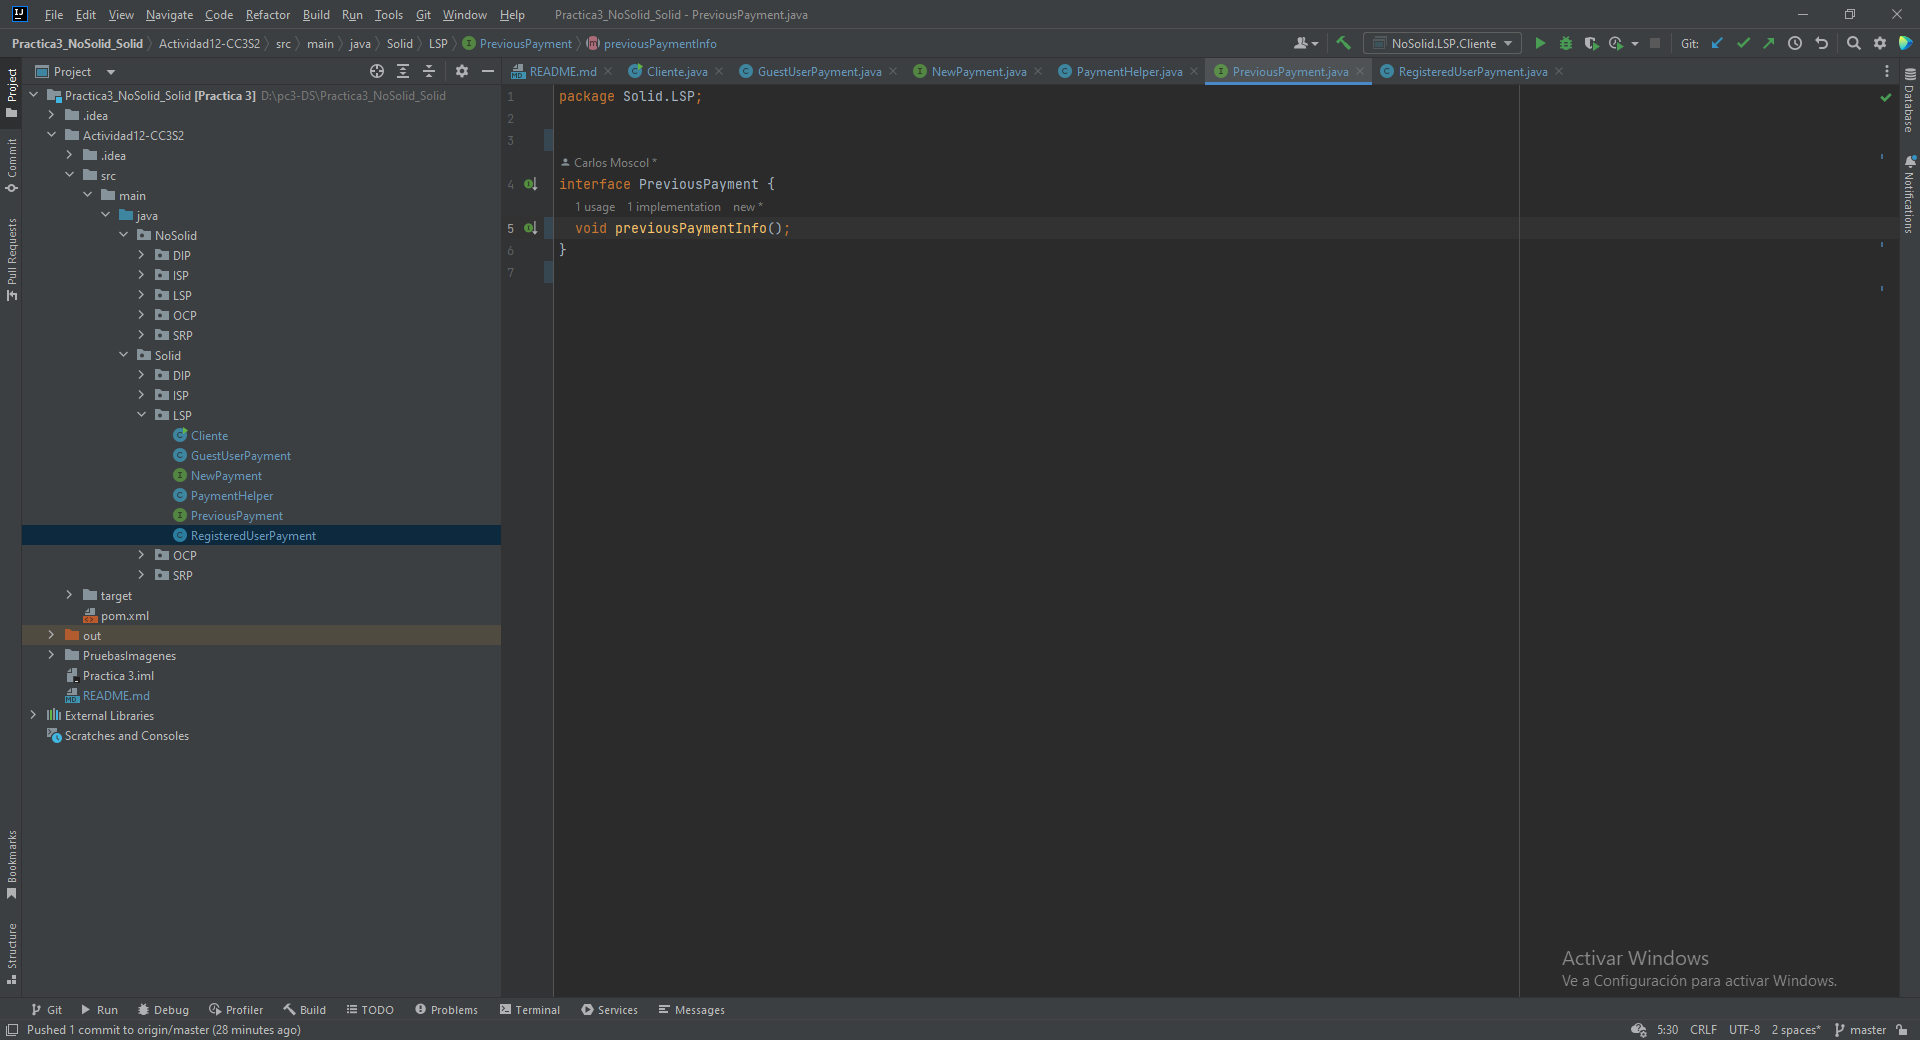 IJ File Edit View Navigate Code Refactor Build Run Tools Git Window Help Practica3_NoSolid_Solid - PreviousPayment.java
Practica3_NoSolid_Solid Actividad12-CC3S2 src main java Solid LSP I PreviousPayment m previousPaymentInfo NoSolid.LSP.Cliente Git:
Project
README.md Cliente.java GuestUserPayment.java NewPayment.java PaymentHelper.java PreviousPayment.java RegisteredUserPayment.java
Project
Commit
Pull Requests
Bookmarks
Structure
Practica3_NoSolid_Solid [Practica 3] D:\pc3-DS\Practica3_NoSolid_Solid
.idea
Actividad12-CC3S2
.idea
src
main
java
NoSolid
DIP
ISP
LSP
OCP
SRP
Solid
DIP
ISP
LSP
Cliente
GuestUserPayment
NewPayment
PaymentHelper
PreviousPayment
RegisteredUserPayment
OCP
SRP
target
pom.xml
out
PruebasImagenes
Practica 3.iml
README.md
External Libraries
Scratches and Consoles
1 package Solid.LSP;
2
3
Carlos Moscol *
4 interface PreviousPayment {
1 usage 1 implementation new *
5 void previousPaymentInfo();
6 }
7
Database
Notifications
Activar Windows
Ve a Configuración para activar Windows.
Git Run Debug Profiler Build TODO Problems Terminal Services Messages
Pushed 1 commit to origin/master (28 minutes ago) 5:30 CRLF UTF-8 2 spaces* master